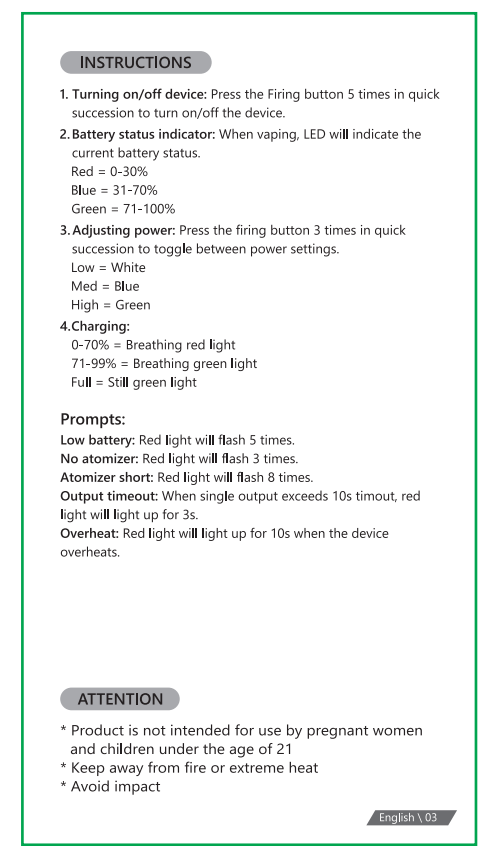 INSTRUCTIONS
1. Turning on/off device: Press the Firing button 5 times in quick
succession to turn on/off the device.
2. Battery status indicator: When vaping, LED will indicate the
current battery status.
Red = 0-30%
Blue = 31-70%
Green = 71-100%
3. Adjusting power: Press the firing button 3 times in quick
succession to toggle between power settings.
Low = White
Med = Blue
High = Green
4.Charging:
0-70% = Breathing red light
71-99% = Breathing green light
Full = Still green light
Prompts:
Low battery: Red light will flash 5 times.
No atomizer: Red light will flash 3 times.
Atomizer short: Red light will flash 8 times.
Output timeout: When single output exceeds 10s timout, red
light will light up for 3s.
Overheat: Red light will light up for 10s when the device
overheats.
ATTENTION
* Product is not intended for use by pregnant women
and children under the age of 21
* Keep away from fire or extreme heat
* Avoid impact
English \ 03